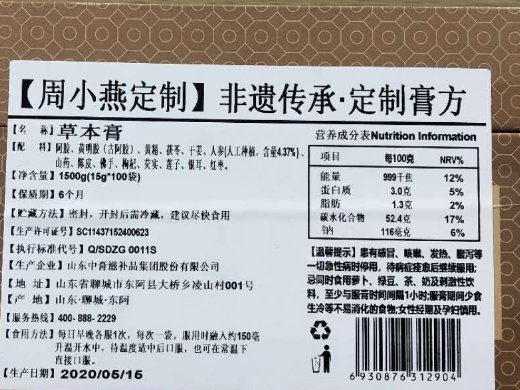 【周小燕定制】非遗传承·定制膏方
【名 称】草本膏
【配 料】阿胶、黄明胶(古阿胶)、黄精、茯苓、干姜、人参(人工种植,含量4.37%)、
山药、陈皮、佛手、枸杞、芡实、莲子、银耳、红枣。
【净含量】1500g(15g*100袋)
【保质期】6个月
【贮藏方法】密封,开封后需冷藏,建议尽快食用
【生产许可证号】SC11437152400623
【执行标准代号】Q/SDZG 0011S
【生产企业】山东中膏滋补品集团股份有限公司
【地 址】山东省聊城市东阿县大桥乡凌山村001号
【产 地】山东·聊城·东阿
【服务热线】400-888-2229
【食用方法】每日早晚各服1次,每次一袋。服用时融入约150毫
升温开水中,待温度适中后口服,也可在常温下
直接口服。
【生产日期】2020/05/15
营养成分表Nutrition Information
项目 每100克 NRV%
能量 999千焦 12%
蛋白质 3.0克 5%
脂肪 1.3克 2%
碳水化合物 52.4克 17%
钠 116毫克 6%
【温馨提示】患有感冒、咳嗽、发热、腹泻等
一切急性病时停用,待病症痊愈后继续服用;
忌同时食用萝卜、绿豆、茶、奶及刺激性饮
料,至少与服膏时间间隔1小时;服膏期间少食
生冷等不易消化的食物;女性经期及孕妇慎用。
6930876312904